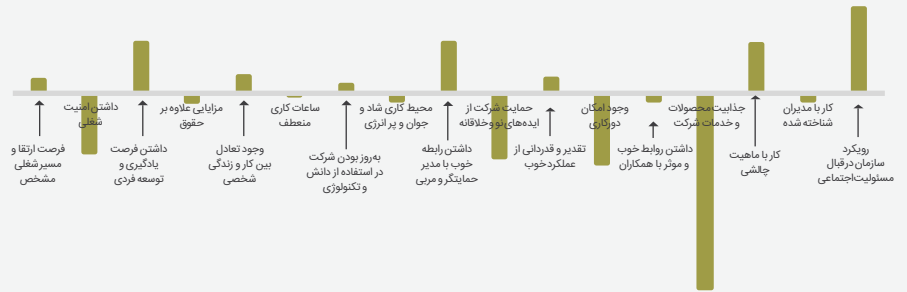 رویکرد
سازمان در قبال
مسئولیت اجتماعی
کار با مدیران
شناخته شده
کار با ماهیت
چالشی
جذابیت محصولات
و خدمات شرکت
داشتن روابط خوب
و موثر با همکاران
وجود امکان
دورکاری
تقدیر و قدردانی از
عملکرد خوب
حمایت شرکت از
ایده‌های نو و خلاقانه
داشتن رابطه
خوب با مدیر
حمایتگر و مربی
محیط کاری شاد و
جوان و پر انرژی
به‌روز بودن شرکت
در استفاده از دانش
و تکنولوژی
ساعات کاری
منعطف
وجود تعادل
بین کار و زندگی
شخصی
مزایایی علاوه بر
حقوق
داشتن فرصت
یادگیری و
توسعه فردی
داشتن امنیت
شغلی
فرصت ارتقا و
مسیر شغلی
مشخص